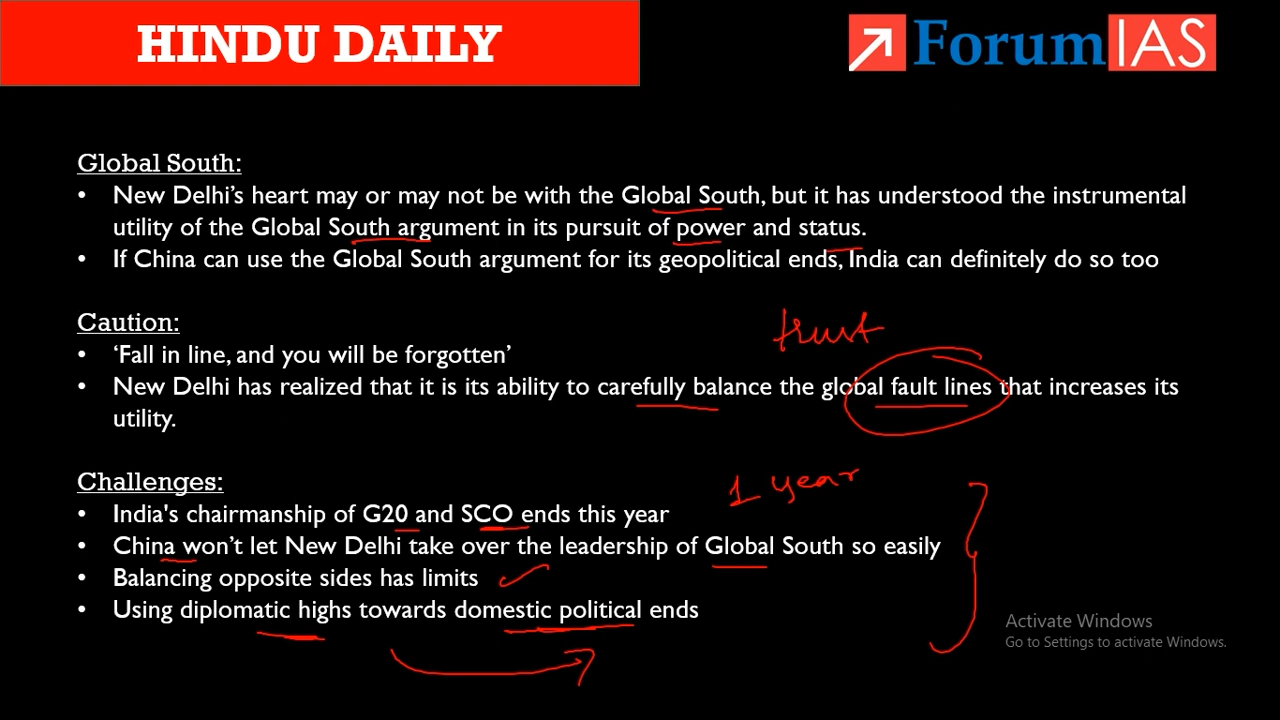 HINDU DAILY
ForumIAS
Global South:
• New Delhi’s heart may or may not be with the Global South, but it has understood the instrumental
utility of the Global South argument in its pursuit of power and status.
• If China can use the Global South argument for its geopolitical ends, India can definitely do so too
Caution:
trust
• ‘Fall in line, and you will be forgotten’
• New Delhi has realized that it is its ability to carefully balance the global fault lines that increases its
utility.
Challenges:
1 year
• India's chairmanship of G20 and SCO ends this year
• China won’t let New Delhi take over the leadership of Global South so easily
• Balancing opposite sides has limits
• Using diplomatic highs towards domestic political ends
Activate Windows
Go to Settings to activate Windows.